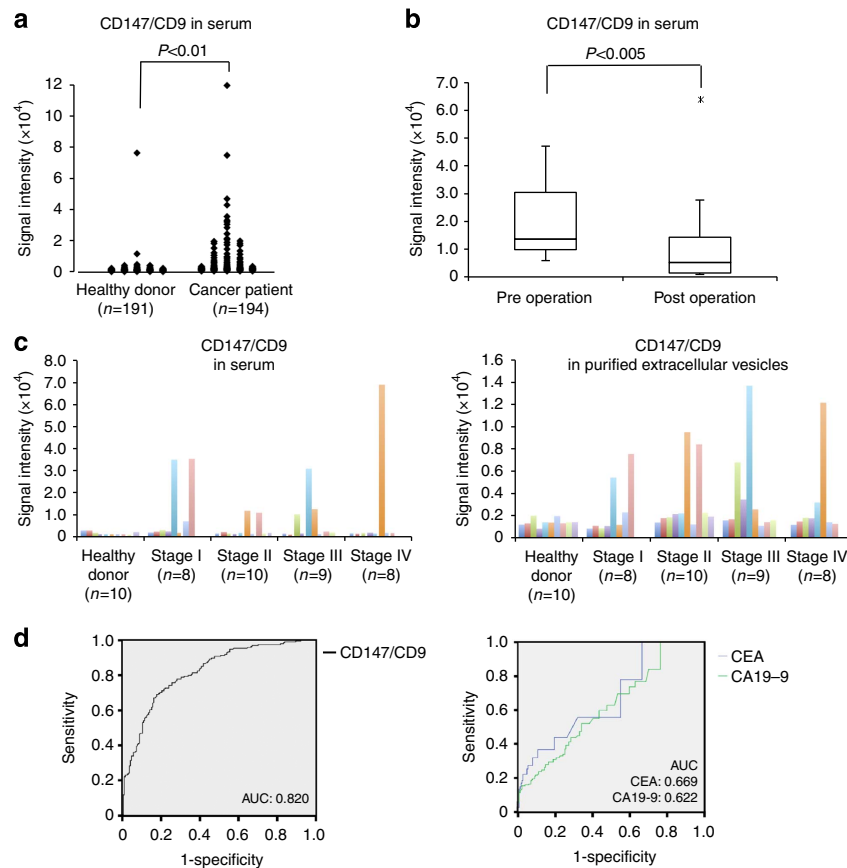 a
CD147/CD9 in serum
P<0.01
Signal intensity (×10⁴)
12
10
8
6
4
2
0
Healthy donor
(n=191)
Cancer patient
(n=194)
b
CD147/CD9 in serum
P<0.005
Signal intensity (×10⁴)
7.0
6.0
5.0
4.0
3.0
2.0
1.0
0
*
Pre operation
Post operation
c
CD147/CD9
in serum
Signal intensity (×10⁴)
8.0
7.0
6.0
5.0
4.0
3.0
2.0
1.0
0
Healthy
donor
(n=10)
Stage I
(n=8)
Stage II
(n=10)
Stage III
(n=9)
Stage IV
(n=8)
CD147/CD9
in purified extracellular vesicles
Signal intensity (×10⁴)
1.6
1.4
1.2
1.0
0.8
0.6
0.4
0.2
0
Healthy
donor
(n=10)
Stage I
(n=8)
Stage II
(n=10)
Stage III
(n=9)
Stage IV
(n=8)
d
Sensitivity
1.0
0.8
0.6
0.4
0.2
0
CD147/CD9
AUC: 0.820
0 0.2 0.4 0.6 0.8 1.0
1-specificity
Sensitivity
1.0
0.8
0.6
0.4
0.2
0
CEA
CA19–9
AUC
CEA: 0.669
CA19-9: 0.622
0 0.2 0.4 0.6 0.8 1.0
1-specificity